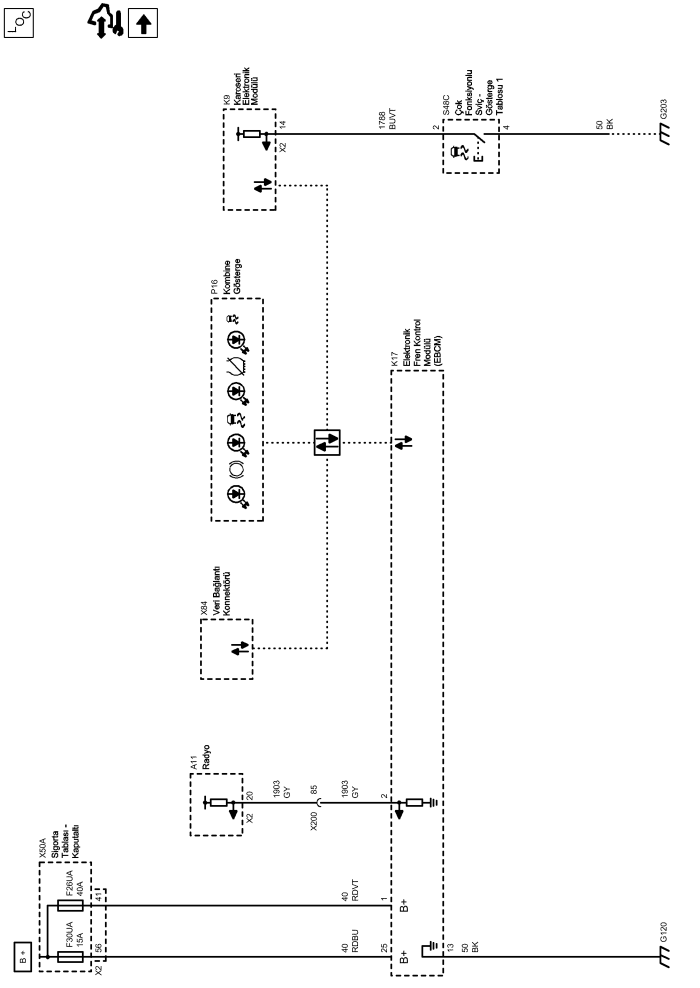 LOC
B+
X50A
Sigorta
Tablası -
Kaputaltı
F30UA
15A
F26UA
40A
X2
56
41
40
RDBU
40
RDVT
25
1
B+
B+
13
50
BK
G120
A11
Radyo
X2
20
1903
GY
X200
85
1903
GY
2
X84
Veri Bağlantı
Konnektörü
P16
Kombine
Gösterge
K17
Elektronik
Fren Kontrol
Modülü
(EBCM)
K9
Karoseri
Elektronik
Modülü
X2
14
1788
BUVT
2
S48C
Çok
Fonksiyonlu
Sviç -
Gösterge
Tablosu 1
4
50
BK
G203